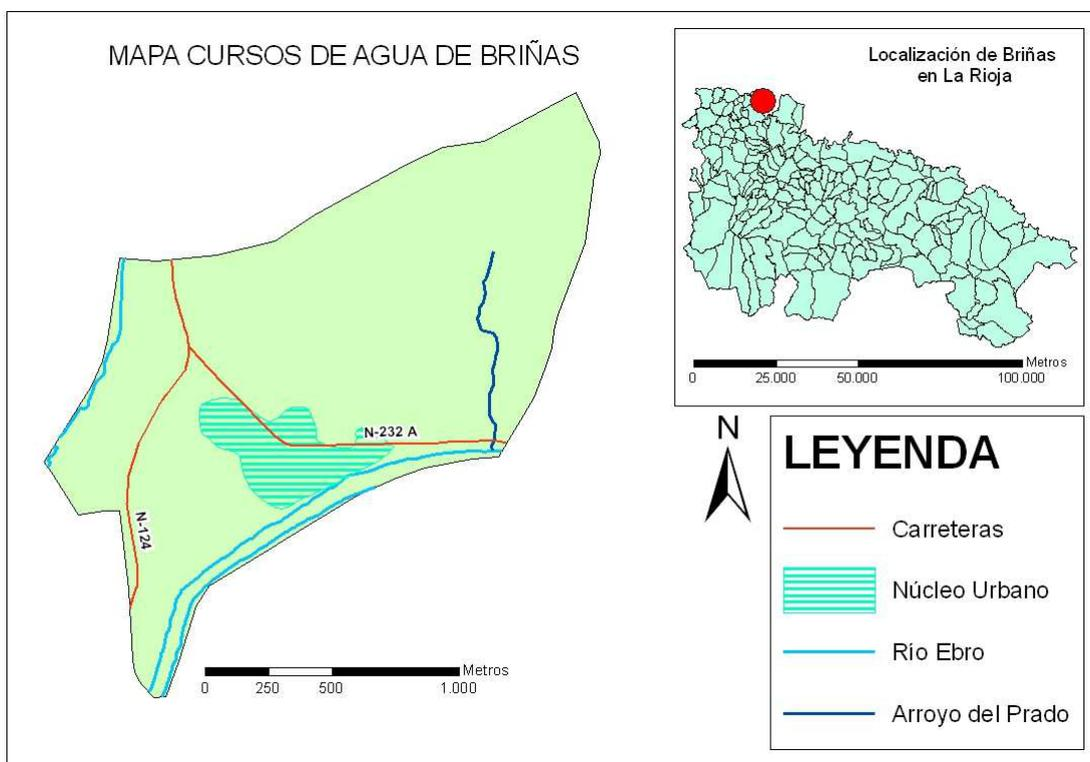 MAPA CURSOS DE AGUA DE BRIÑAS
Localización de Briñas
en La Rioja
Metros
0 25.000 50.000 100.000
N-232 A
N-124
Metros
0 250 500 1.000
N
LEYENDA
Carreteras
Núcleo Urbano
Río Ebro
Arroyo del Prado